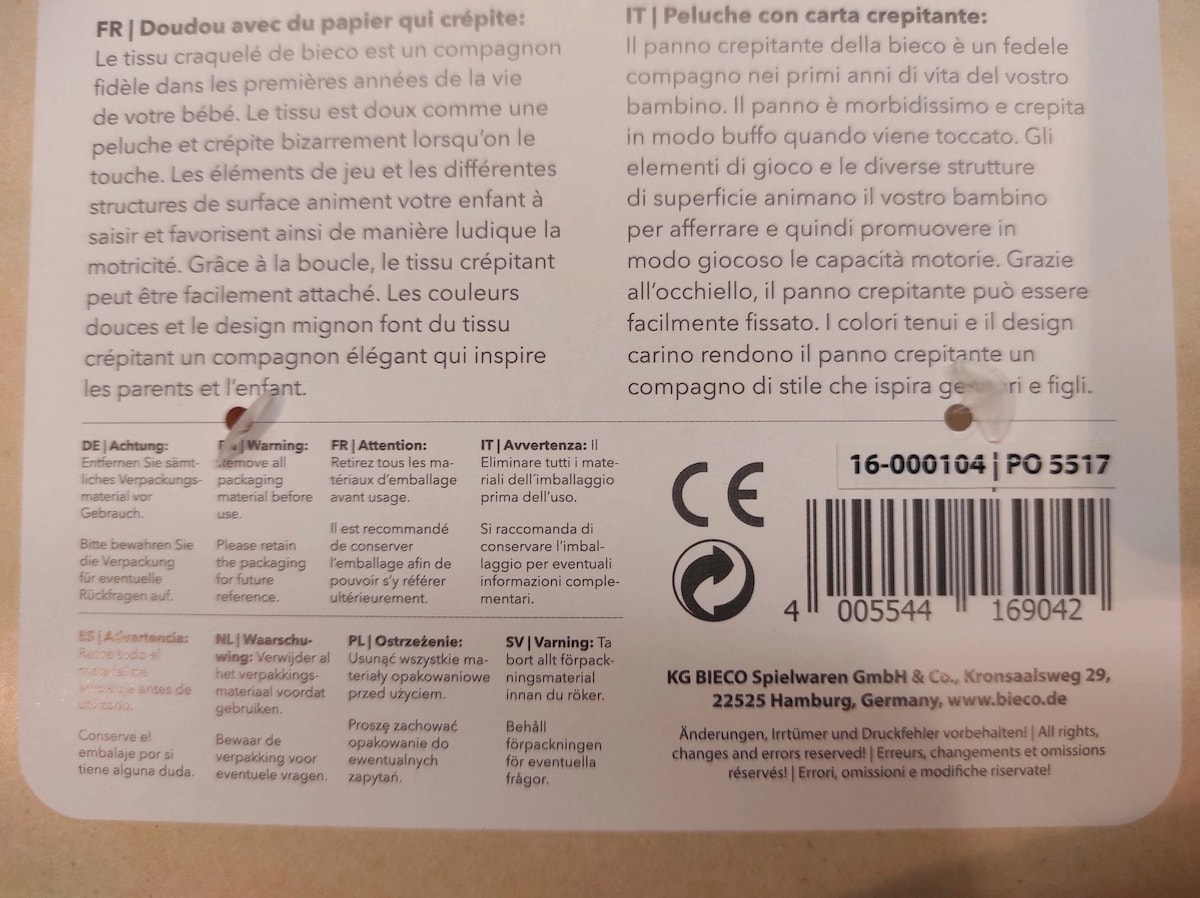 FR | Doudou avec du papier qui crépite:
Le tissu craquelé de bieco est un compagnon
fidèle dans les premières années de la vie
de votre bébé. Le tissu est doux comme une
peluche et crépite bizarrement lorsqu'on le
touche. Les éléments de jeu et les différentes
structures de surface animent votre enfant à
saisir et favorisent ainsi de manière ludique la
motricité. Grâce à la boucle, le tissu crépitant
peut être facilement attaché. Les couleurs
douces et le design mignon font du tissu
crépitant un compagnon élégant qui inspire
les parents et l'enfant.
IT | Peluche con carta crepitante:
Il panno crepitante della bieco è un fedele
compagno nei primi anni di vita del vostro
bambino. Il panno è morbidissimo e crepita
in modo buffo quando viene toccato. Gli
elementi di gioco e le diverse strutture
di superficie animano il vostro bambino
per afferrare e quindi promuovere in
modo giocoso le capacità motorie. Grazie
all'occhiello, il panno crepitante può essere
facilmente fissato. I colori tenui e il design
carino rendono il panno crepitante un
compagno di stile che ispira e figli.
DE | Achtung:
Entfernen Sie sämt-
liches Verpackungs-
material vor
Gebrauch.
Bitte bewahren Sie
die Verpackung
für eventuelle
Rückfragen auf.
| Warning:
Remove all
packaging
material before
use.
Please retain
the packaging
for future
reference.
FR | Attention:
Retirez tous les ma-
tériaux d'emballage
avant usage.
Il est recommandé
de conserver
l'emballage afin de
pouvoir s'y référer
ultérieurement.
IT | Avvertenza: Il
Eliminare tutti i mate-
riali dell´imballaggio
prima dell'uso.
Si raccomanda di
conservare l'imbal-
laggio per eventuali
informazioni comple-
mentari.
ES | Advertencia:
antes de
utilizarlo.
Conserve el
embalaje por si
tiene alguna duda.
NL | Waarschu-
wing: Verwijder al
het verpakkings-
materiaal voordat
gebruiken.
Bewaar de
verpakking voor
eventuele vragen.
PL | Ostrzeżenie:
Usunąć wszystkie ma-
teriały opakowaniowe
przed użyciem.
Proszę zachować
opakowanie do
ewentualnych
zapytań.
SV | Varning: Ta
bort allt förpack-
ningsmaterial
innan du röker.
Behåll
förpackningen
för eventuella
frågor.
CE
16-000104 | PO 5517
4 005544 169042
KG BIECO Spielwaren GmbH & Co., Kronsaalsweg 29,
22525 Hamburg, Germany, www.bieco.de
Änderungen, Irrtümer und Druckfehler vorbehalten! | All rights,
changes and errors reserved! | Erreurs, changements et omissions
réservés! | Errori, omissioni e modifiche riservate!